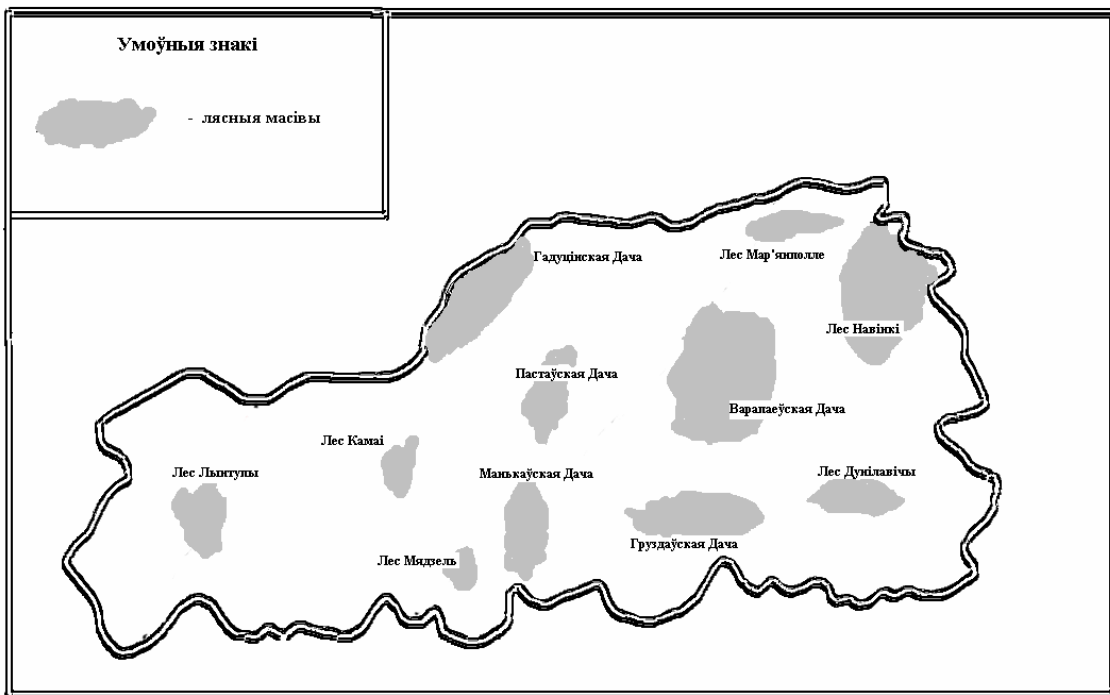 Умоўныя знакі
- лясныя масівы
Гадуцінская Дача
Лес Мар'янполле
Лес Навінкі
Пастаўская Дача
Варапаеўская Дача
Лес Камаі
Лес Лынтупы
Манькаўская Дача
Лес Дунілавічы
Груздаўская Дача
Лес Мядзель